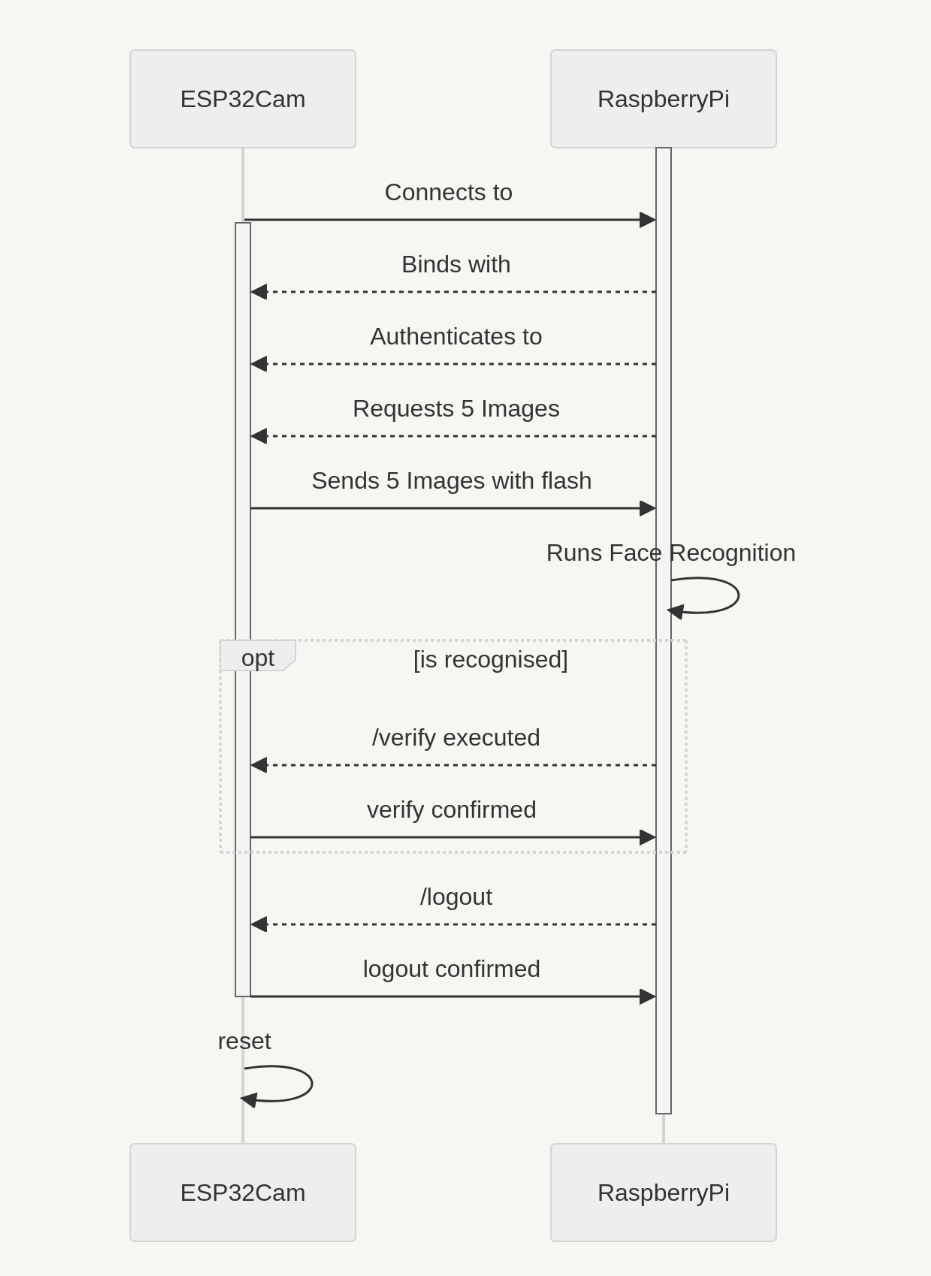 ESP32Cam
RaspberryPi
Connects to
Binds with
Authenticates to
Requests 5 Images
Sends 5 Images with flash
Runs Face Recognition
opt
[is recognised]
/verify executed
verify confirmed
/logout
logout confirmed
reset
ESP32Cam
RaspberryPi